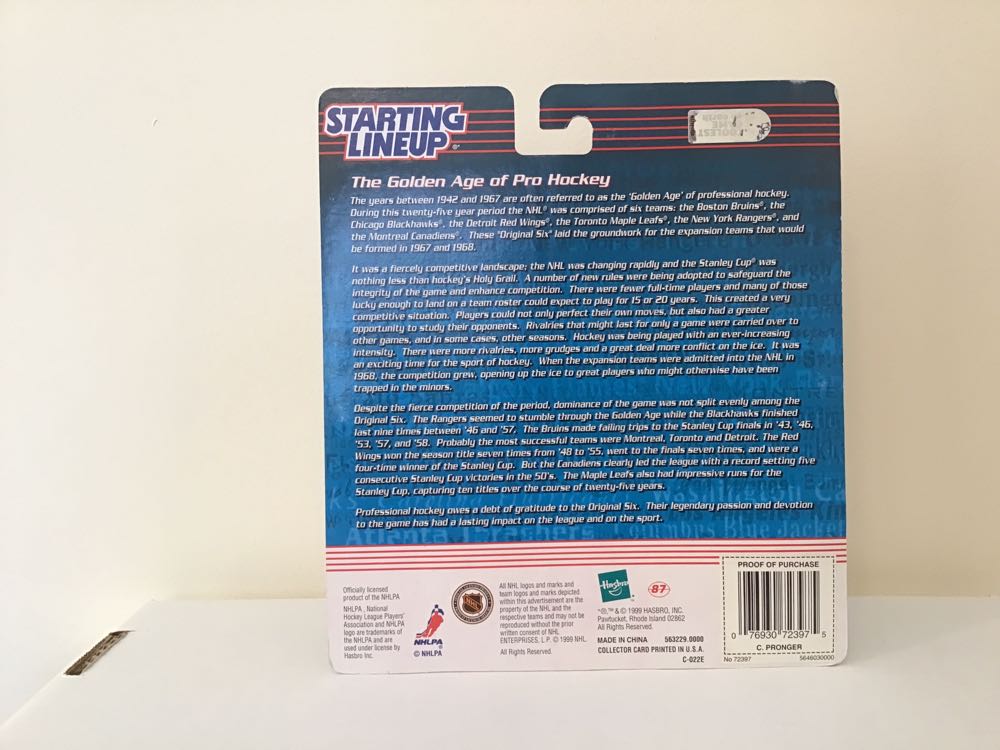 STARTING
LINEUP®
The Golden Age of Pro Hockey
The years between 1942 and 1967 are often referred to as the 'Golden Age' of professional hockey.
During this twenty-five year period the NHL® was comprised of six teams: the Boston Bruins®, the
Chicago Blackhawks®, the Detroit Red Wings®, the Toronto Maple Leafs®, the New York Rangers®, and
the Montreal Canadiens®. These "Original Six" laid the groundwork for the expansion teams that would
be formed in 1967 and 1968.
It was a fiercely competitive landscape; the NHL was changing rapidly and the Stanley Cup® was
nothing less than hockey's Holy Grail. A number of new rules were being adopted to safeguard the
integrity of the game and enhance competition. There were fewer full-time players and many of those
lucky enough to land on a team roster could expect to play for 15 or 20 years. This created a very
competitive situation. Players could not only perfect their own moves, but also had a greater
opportunity to study their opponents. Rivalries that might last for only a game were carried over to
other games, and in some cases, other seasons. Hockey was being played with an ever-increasing
intensity. There were more rivalries, more grudges and a great deal more conflict on the ice. It was
an exciting time for the sport of hockey. When the expansion teams were admitted into the NHL in
1968, the competition grew, opening up the ice to great players who might otherwise have been
trapped in the minors.
Despite the fierce competition of the period, dominance of the game was not split evenly among the
Original Six. The Rangers seemed to stumble through the Golden Age while the Blackhawks finished
last nine times between '46 and '57. The Bruins made failing trips to the Stanley Cup finals in '43, '46,
'53, '57, and '58. Probably the most successful teams were Montreal, Toronto and Detroit. The Red
Wings won the season title seven times from '48 to '55, went to the finals seven times, and were a
four-time winner of the Stanley Cup. But the Canadiens clearly led the league with a record setting five
consecutive Stanley Cup victories in the 50's. The Maple Leafs also had impressive runs for the
Stanley Cup, capturing ten titles over the course of twenty-five years.
Professional hockey owes a debt of gratitude to the Original Six. Their legendary passion and devotion
to the game has had a lasting impact on the league and on the sport.
Atlanta Thrashers
Officially licensed
product of the NHLPA
NHLPA, National
Hockey League Players'
Association and NHLPA
logo are trademarks of
the NHLPA and are
used under license by
Hasbro Inc.
NHLPA
© NHLPA
NHL
All NHL logos and marks and
team logos and marks depicted
within this advertisement are the
property of the NHL and the
respective teams and may not be
reproduced without the prior
written consent of NHL
ENTERPRISES, L.P. © 1999 NHL.
All Rights Reserved.
Hasbro
87
*®,™ & © 1999 HASBRO, INC.
Pawtucket, Rhode Island 02862
All Rights Reserved.
MADE IN CHINA 563229.0000
COLLECTOR CARD PRINTED IN U.S.A.
C-022E
PROOF OF PURCHASE
0 76930 72397 5
C. PRONGER
No 72397 5646030000